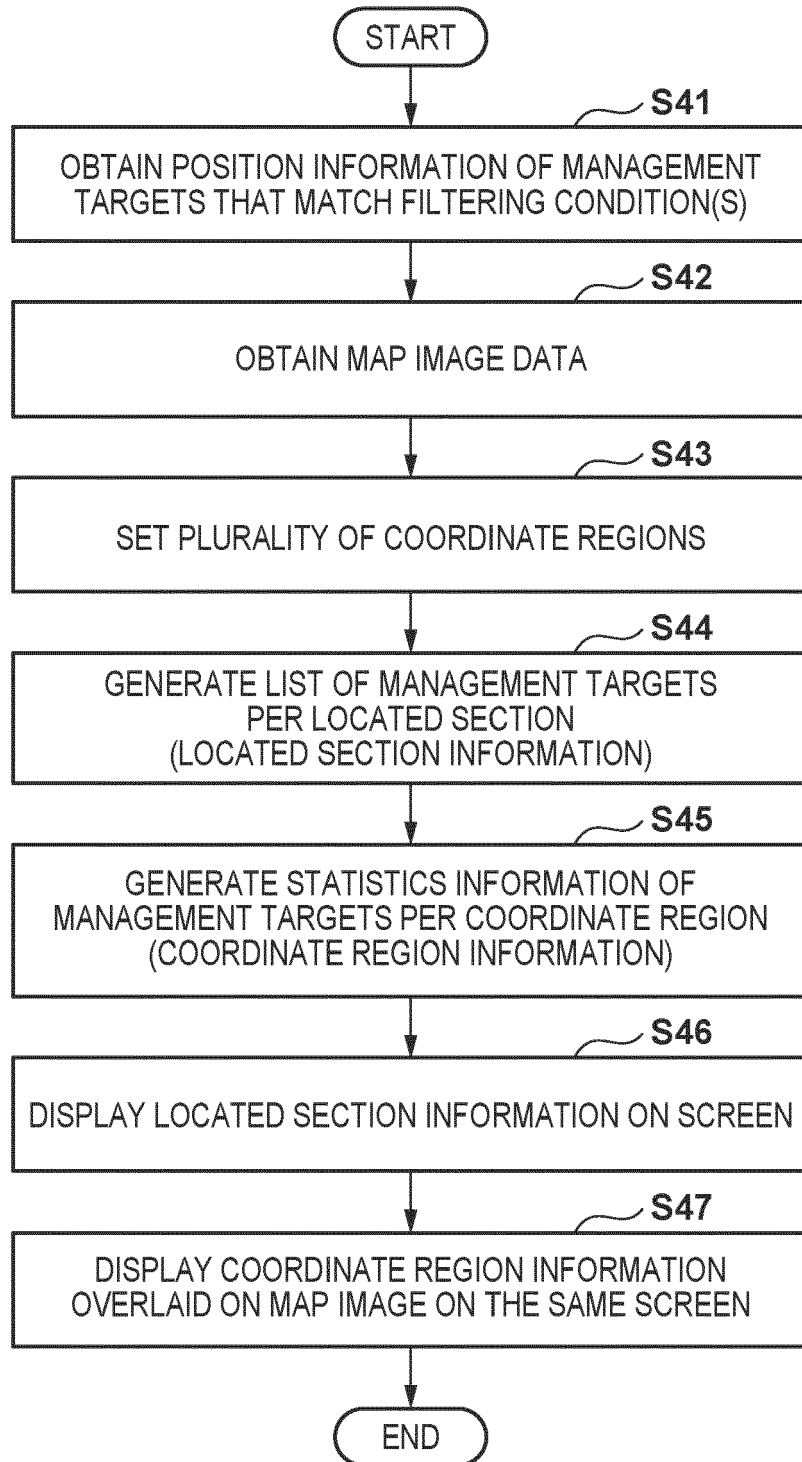 START
S41
OBTAIN POSITION INFORMATION OF MANAGEMENT
TARGETS THAT MATCH FILTERING CONDITION(S)
S42
OBTAIN MAP IMAGE DATA
S43
SET PLURALITY OF COORDINATE REGIONS
S44
GENERATE LIST OF MANAGEMENT TARGETS
PER LOCATED SECTION
(LOCATED SECTION INFORMATION)
S45
GENERATE STATISTICS INFORMATION OF
MANAGEMENT TARGETS PER COORDINATE REGION
(COORDINATE REGION INFORMATION)
S46
DISPLAY LOCATED SECTION INFORMATION ON SCREEN
S47
DISPLAY COORDINATE REGION INFORMATION
OVERLAID ON MAP IMAGE ON THE SAME SCREEN
END